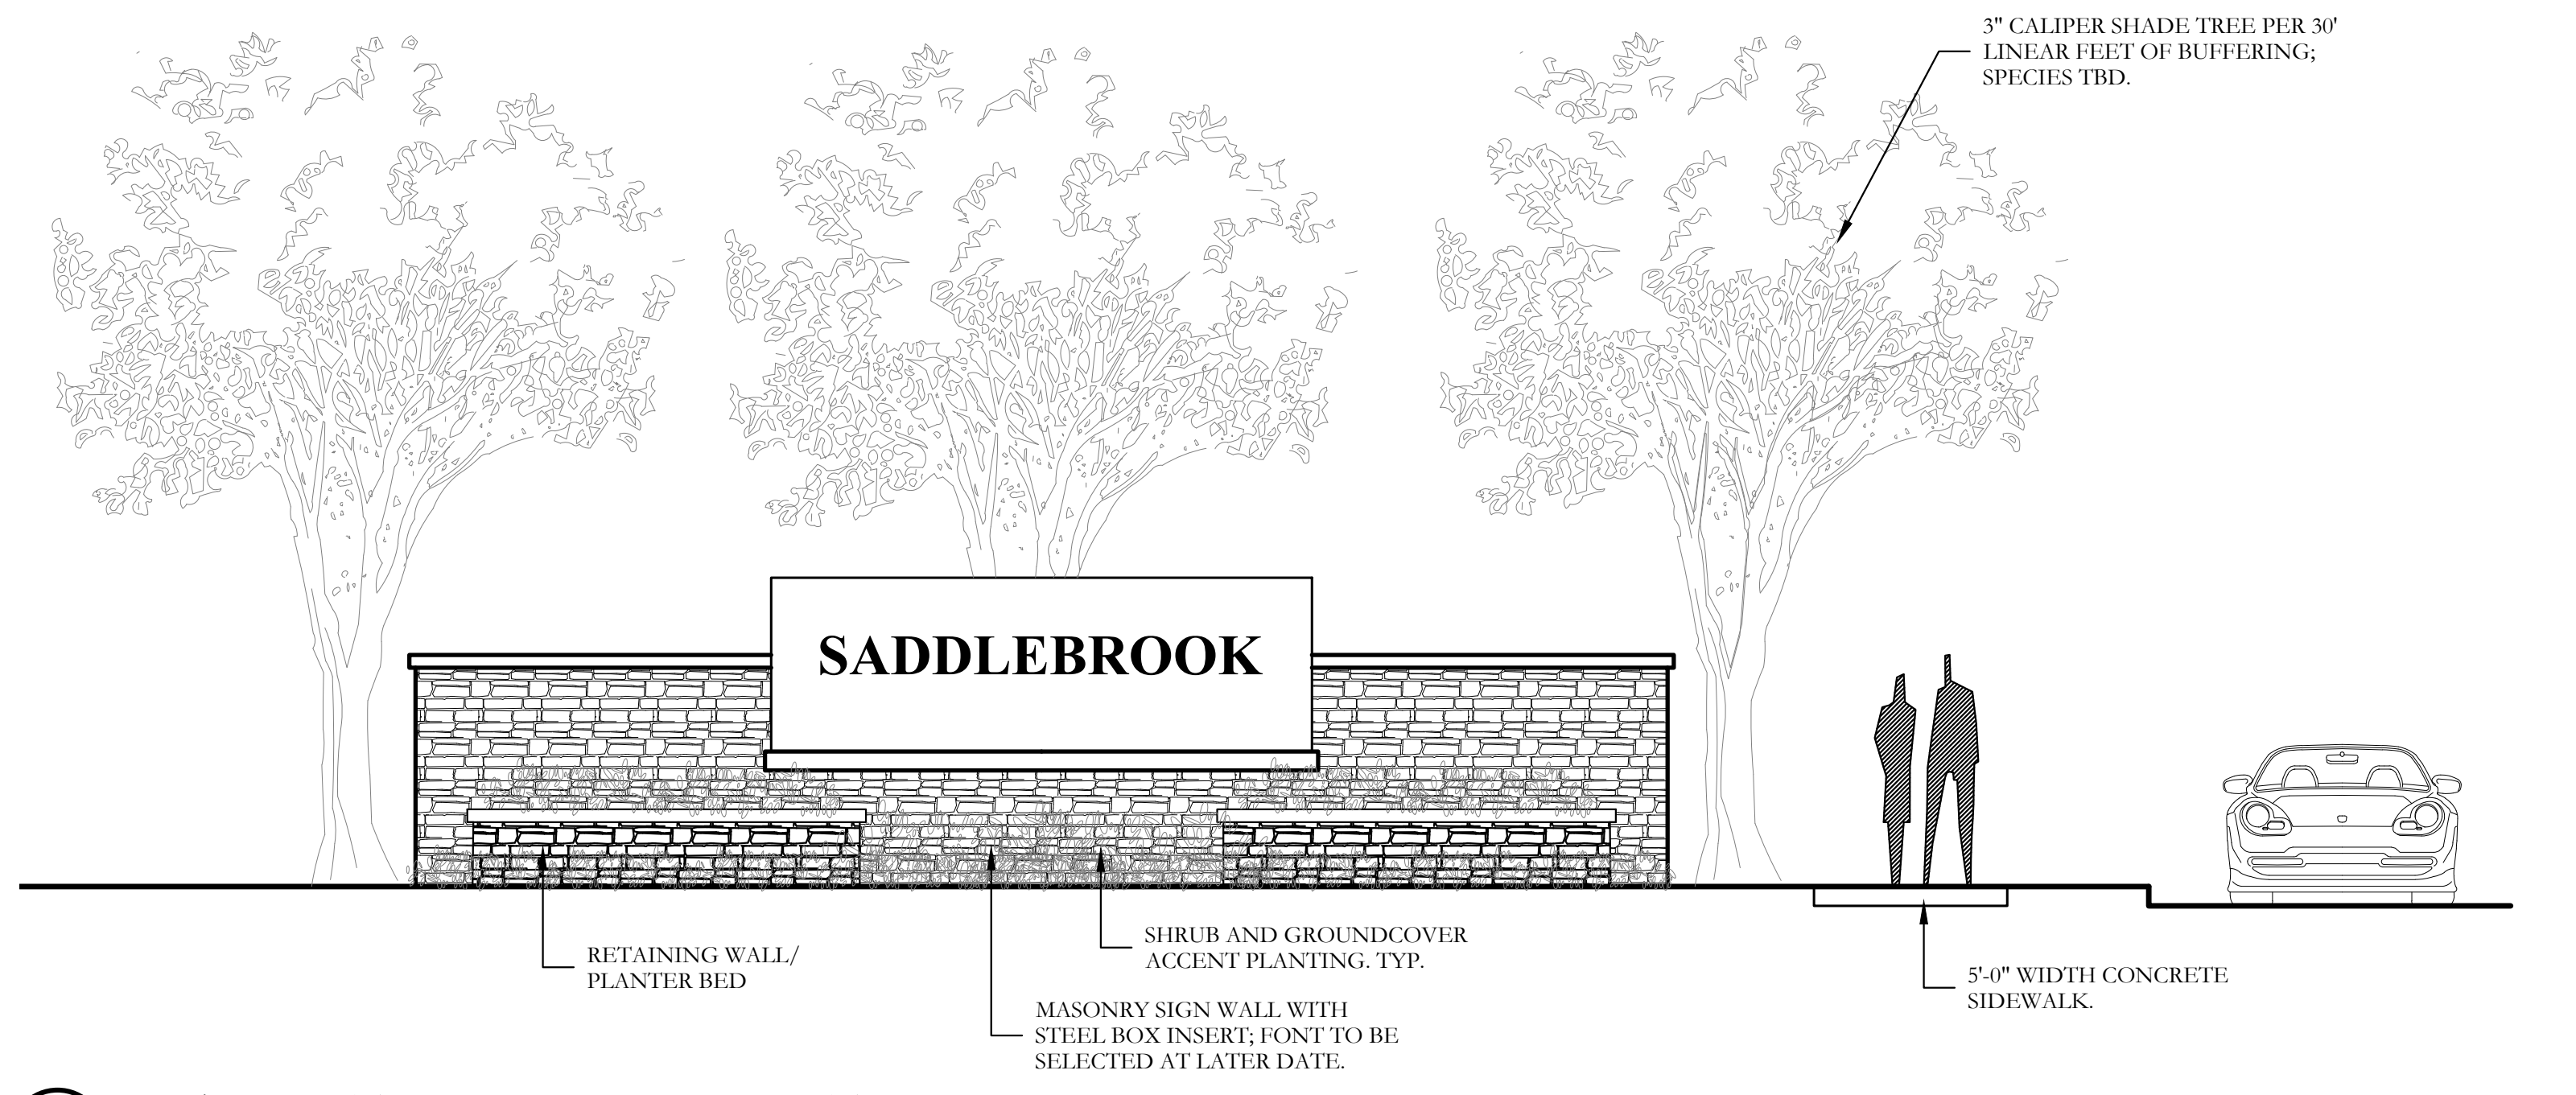 3" CALIPER SHADE TREE PER 30'
LINEAR FEET OF BUFFERING;
SPECIES TBD.
SADDLEBROOK
RETAINING WALL/
PLANTER BED
SHRUB AND GROUNDCOVER
ACCENT PLANTING. TYP.
MASONRY SIGN WALL WITH
STEEL BOX INSERT; FONT TO BE
SELECTED AT LATER DATE.
5'-0" WIDTH CONCRETE
SIDEWALK.